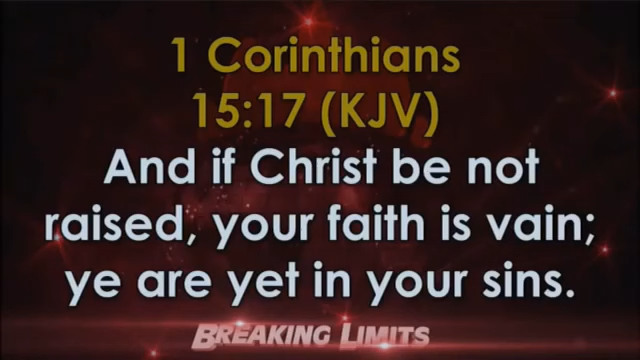 1 Corinthians
15:17 (KJV)
And if Christ be not
raised, your faith is vain;
ye are yet in your sins.
BREAKING LIMITS